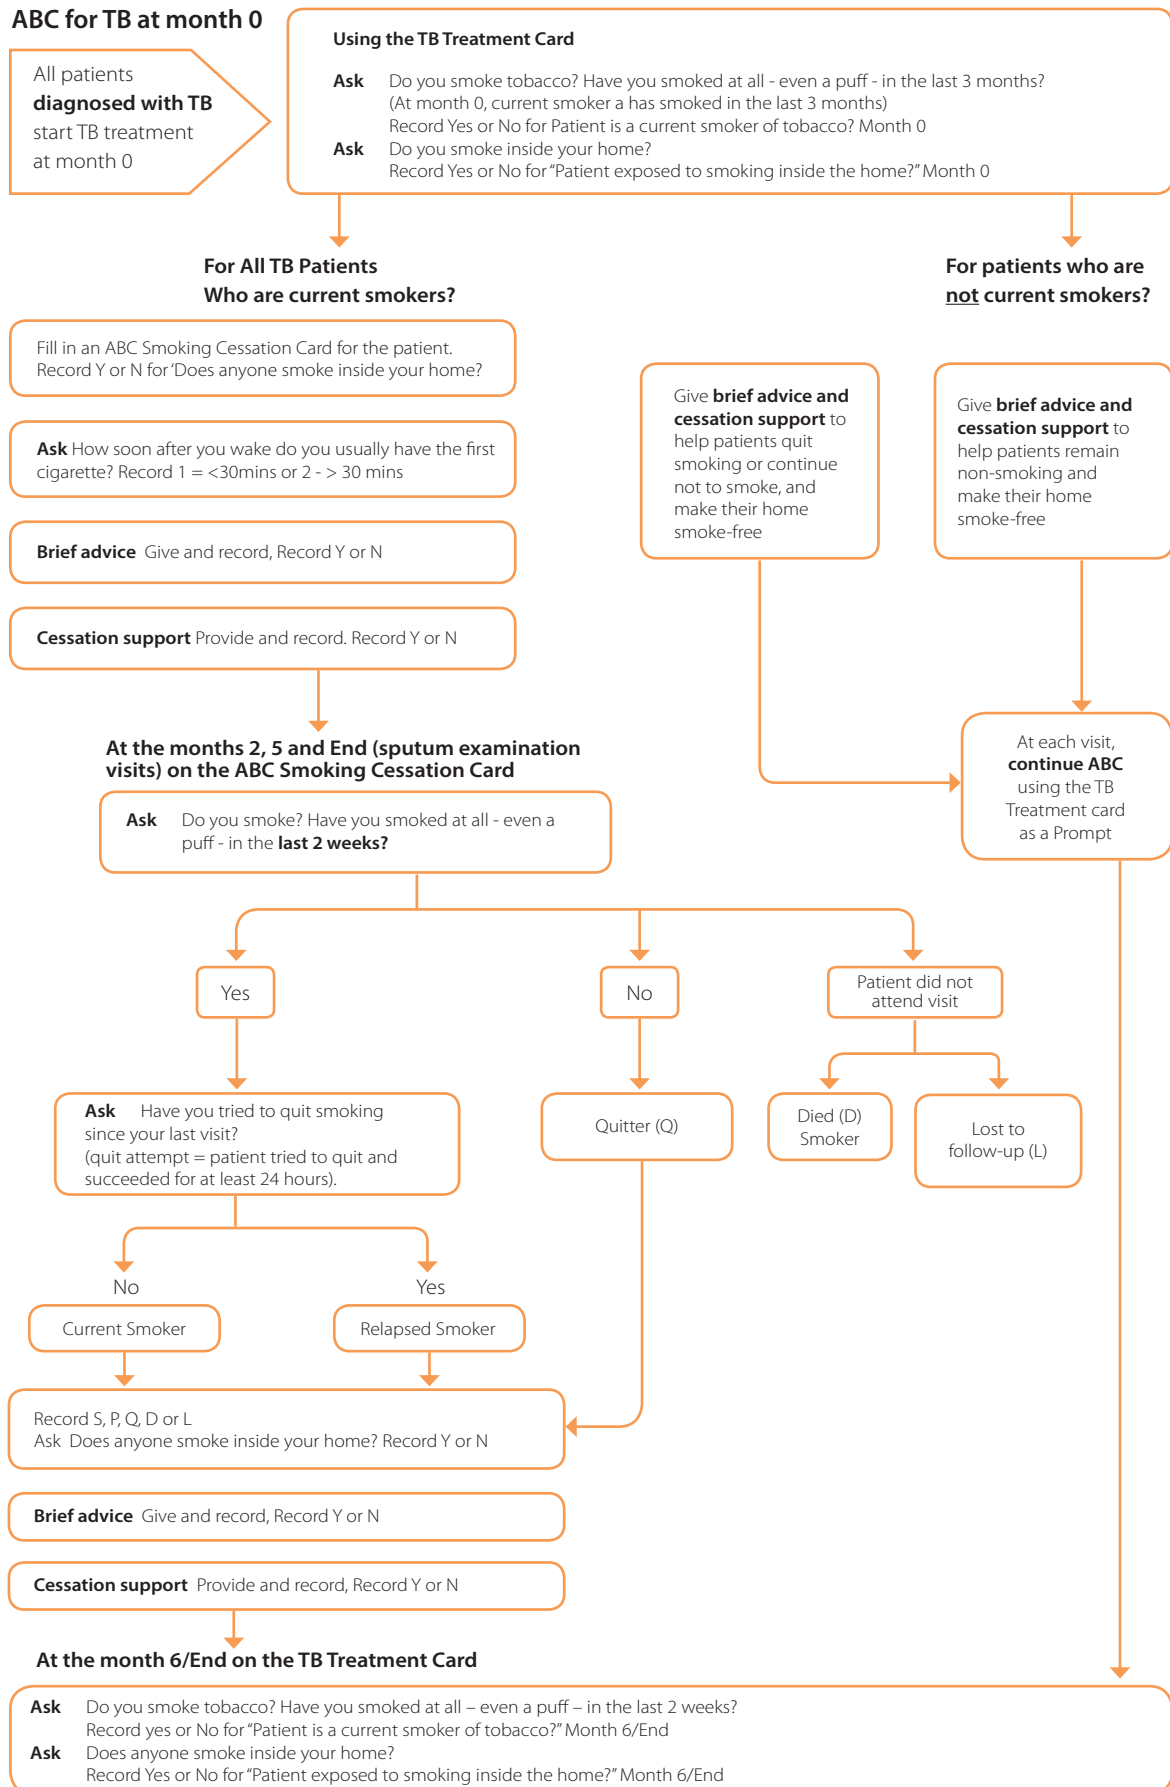 ABC for TB at month 0
All patients
diagnosed with TB
start TB treatment
at month 0
Using the TB Treatment Card
Ask Do you smoke tobacco? Have you smoked at all - even a puff - in the last 3 months?
(At month 0, current smoker a has smoked in the last 3 months)
Record Yes or No for Patient is a current smoker of tobacco? Month 0
Ask Do you smoke inside your home?
Record Yes or No for “Patient exposed to smoking inside the home?” Month 0
For All TB Patients
Who are current smokers?
For patients who are
not current smokers?
Fill in an ABC Smoking Cessation Card for the patient.
Record Y or N for ‘Does anyone smoke inside your home?
Ask How soon after you wake do you usually have the first
cigarette? Record 1 = <30mins or 2 - > 30 mins
Brief advice Give and record, Record Y or N
Cessation support Provide and record. Record Y or N
Give brief advice and
cessation support to
help patients quit
smoking or continue
not to smoke, and
make their home
smoke-free
Give brief advice and
cessation support to
help patients remain
non-smoking and
make their home
smoke-free
At the months 2, 5 and End (sputum examination
visits) on the ABC Smoking Cessation Card
Ask Do you smoke? Have you smoked at all - even a
puff - in the last 2 weeks?
At each visit,
continue ABC
using the TB
Treatment card
as a Prompt
Yes
No
Patient did not
attend visit
Ask Have you tried to quit smoking
since your last visit?
(quit attempt = patient tried to quit and
succeeded for at least 24 hours).
Quitter (Q)
Died (D)
Smoker
Lost to
follow-up (L)
No
Yes
Current Smoker
Relapsed Smoker
Record S, P, Q, D or L
Ask Does anyone smoke inside your home? Record Y or N
Brief advice Give and record, Record Y or N
Cessation support Provide and record, Record Y or N
At the month 6/End on the TB Treatment Card
Ask Do you smoke tobacco? Have you smoked at all – even a puff – in the last 2 weeks?
Record yes or No for “Patient is a current smoker of tobacco?” Month 6/End
Ask Does anyone smoke inside your home?
Record Yes or No for “Patient exposed to smoking inside the home?” Month 6/End